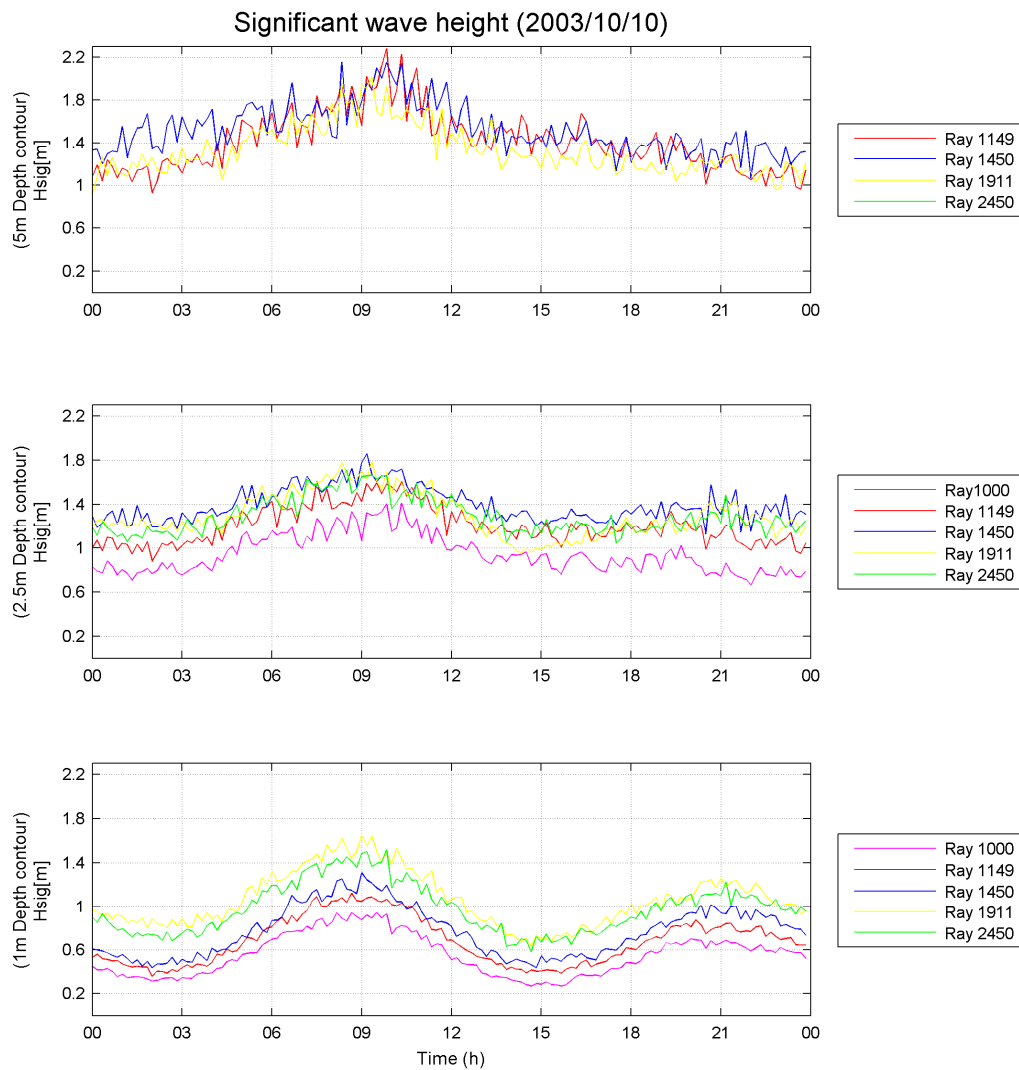 Significant wave height (2003/10/10)
(5m Depth contour)
Hsig[m]
2.2
1.8
1.4
1
0.6
0.2
00 03 06 09 12 15 18 21 00
Ray 1149
Ray 1450
Ray 1911
Ray 2450
(2.5m Depth contour)
Hsig[m]
2.2
1.8
1.4
1
0.6
0.2
00 03 06 09 12 15 18 21 00
Ray1000
Ray 1149
Ray 1450
Ray 1911
Ray 2450
(1m Depth contour)
Hsig[m]
2.2
1.8
1.4
1
0.6
0.2
00 03 06 09 12 15 18 21 00
Time (h)
Ray 1000
Ray 1149
Ray 1450
Ray 1911
Ray 2450